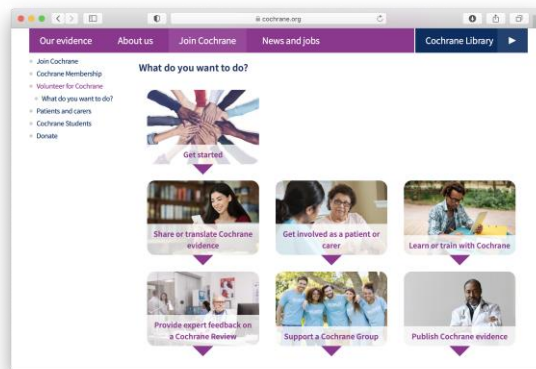 cochrane.org
Our evidence About us Join Cochrane News and jobs Cochrane Library
Join Cochrane
Cochrane Membership
Volunteer for Cochrane
What do you want to do?
Patients and carers
Cochrane Students
Donate
What do you want to do?
Get started
Share or translate Cochrane
evidence
Get involved as a patient or
carer
Learn or train with Cochrane
Provide expert feedback on
a Cochrane Review
Support a Cochrane Group
Publish Cochrane evidence